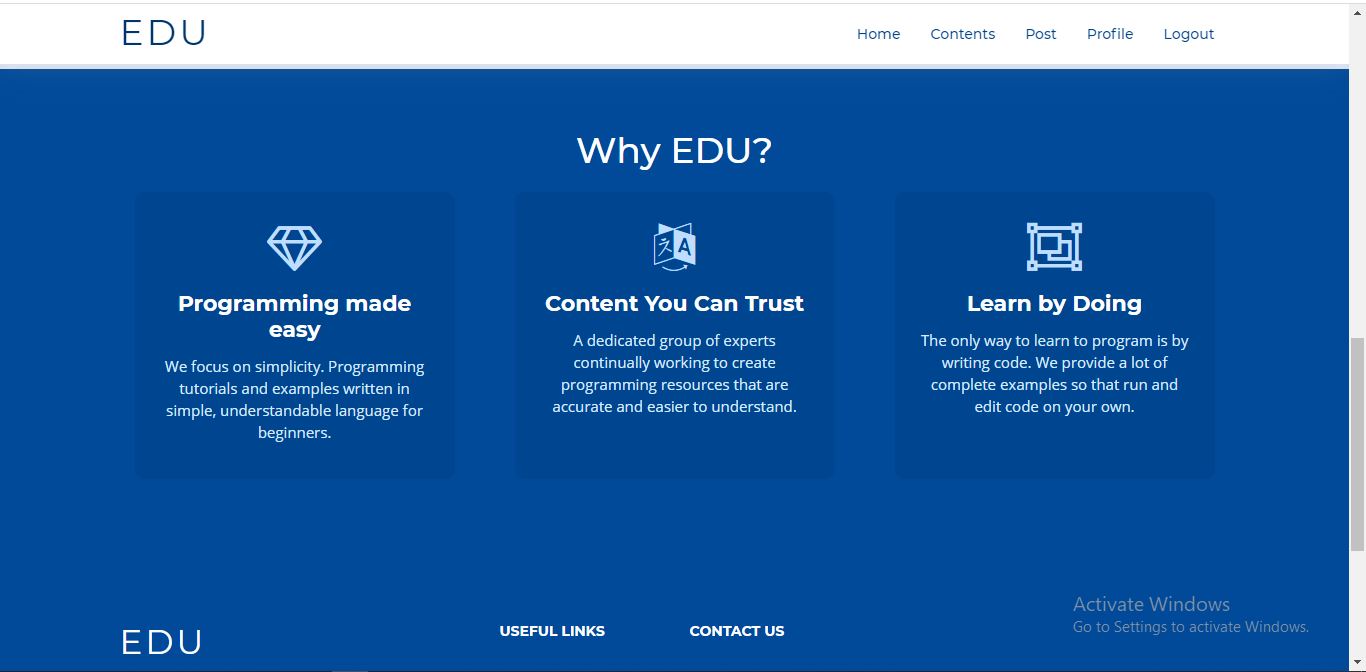 EDU
Home Contents Post Profile Logout
Why EDU?
Programming made
easy
We focus on simplicity. Programming
tutorials and examples written in
simple, understandable language for
beginners.
Content You Can Trust
A dedicated group of experts
continually working to create
programming resources that are
accurate and easier to understand.
Learn by Doing
The only way to learn to program is by
writing code. We provide a lot of
complete examples so that run and
edit code on your own.
EDU
USEFUL LINKS
CONTACT US
Activate Windows
Go to Settings to activate Windows.